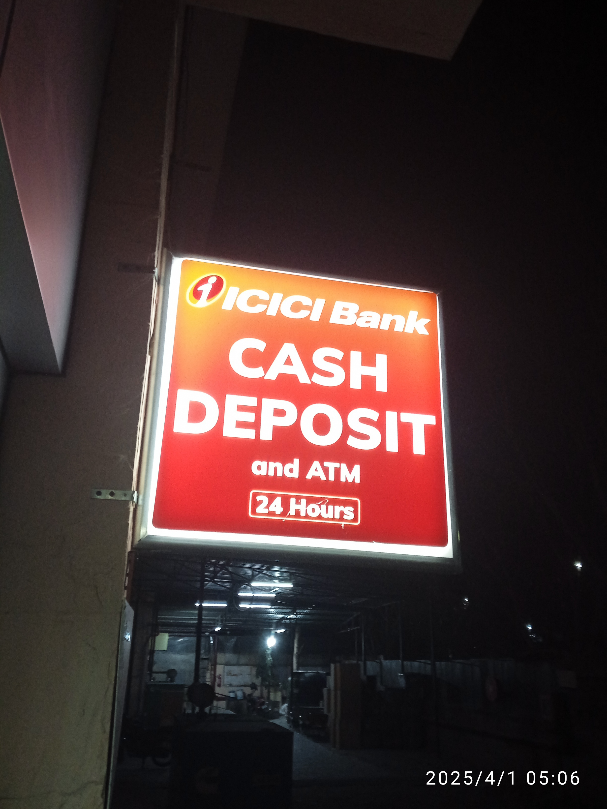 i ICICI Bank
CASH
DEPOSIT
and ATM
24 Hours
2025/4/1 05:06